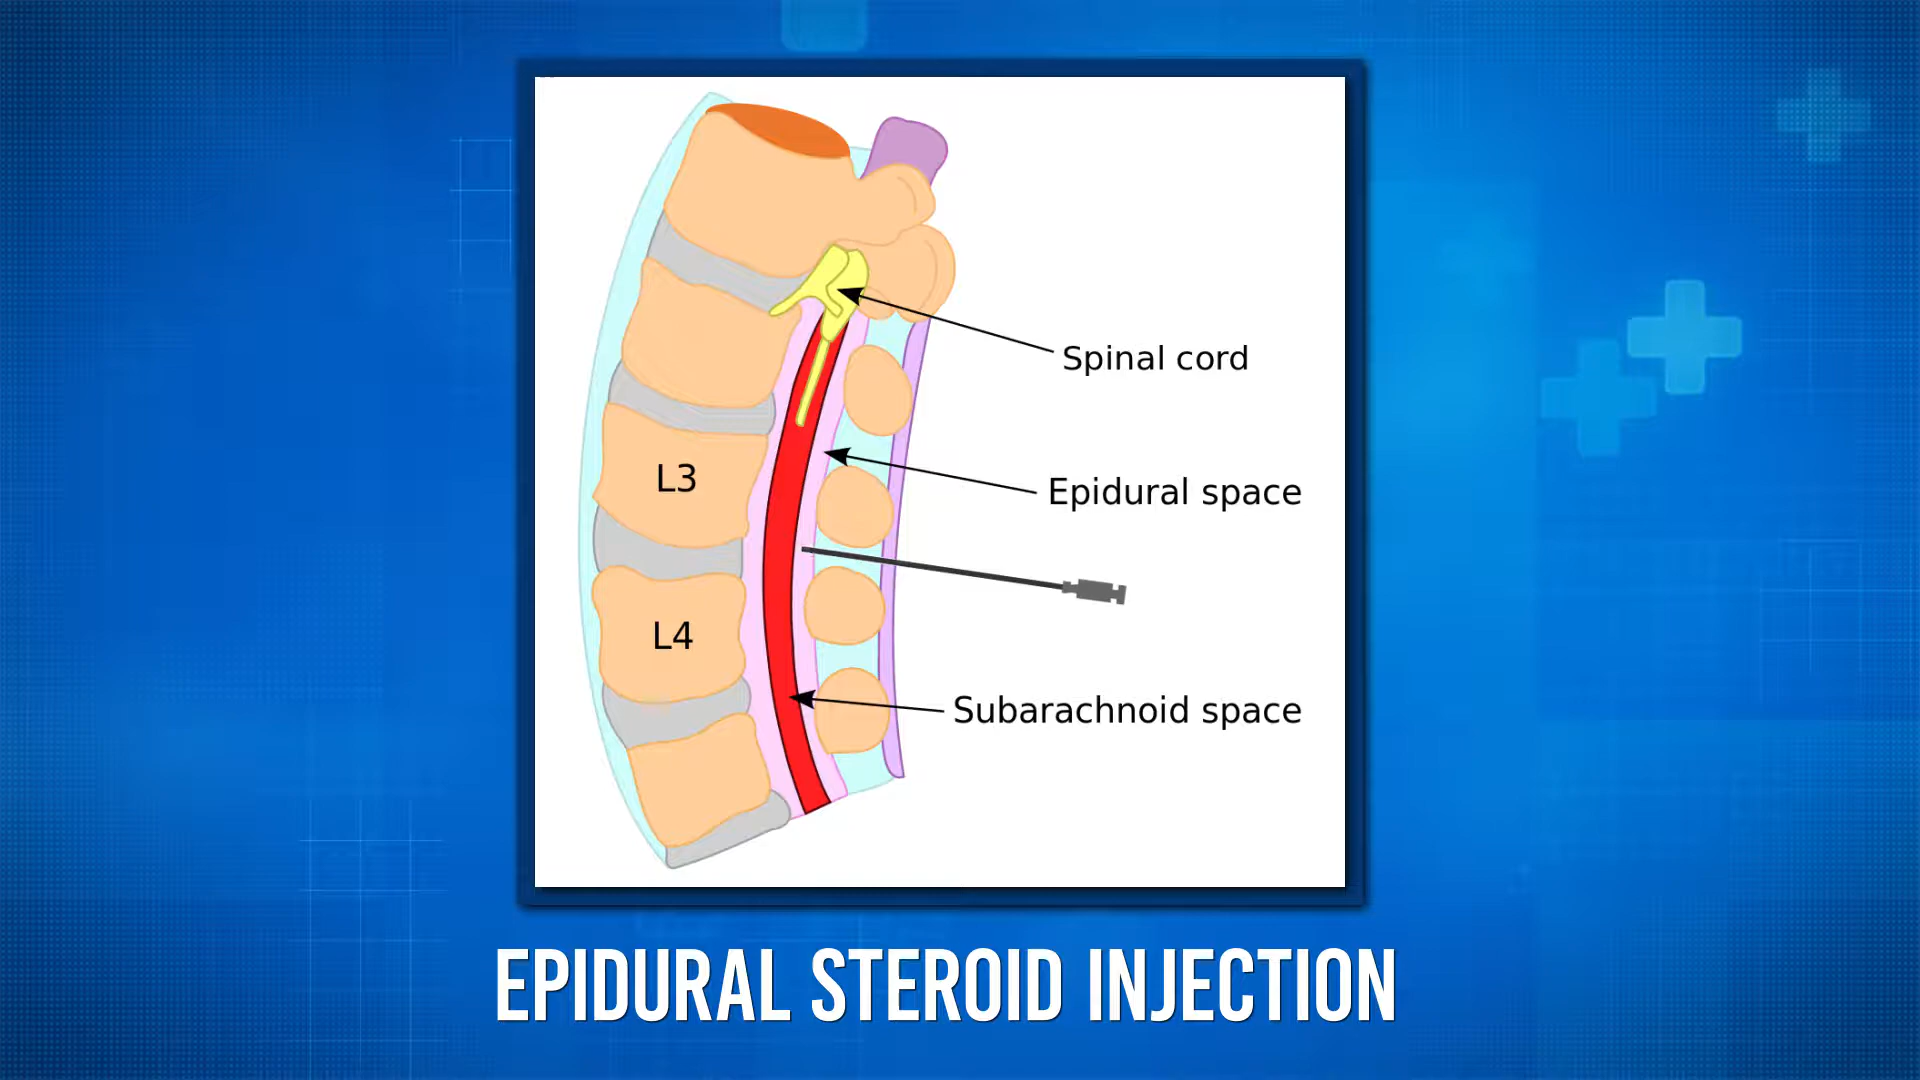 Spinal cord
L3
Epidural space
L4
Subarachnoid space
EPIDURAL STEROID INJECTION